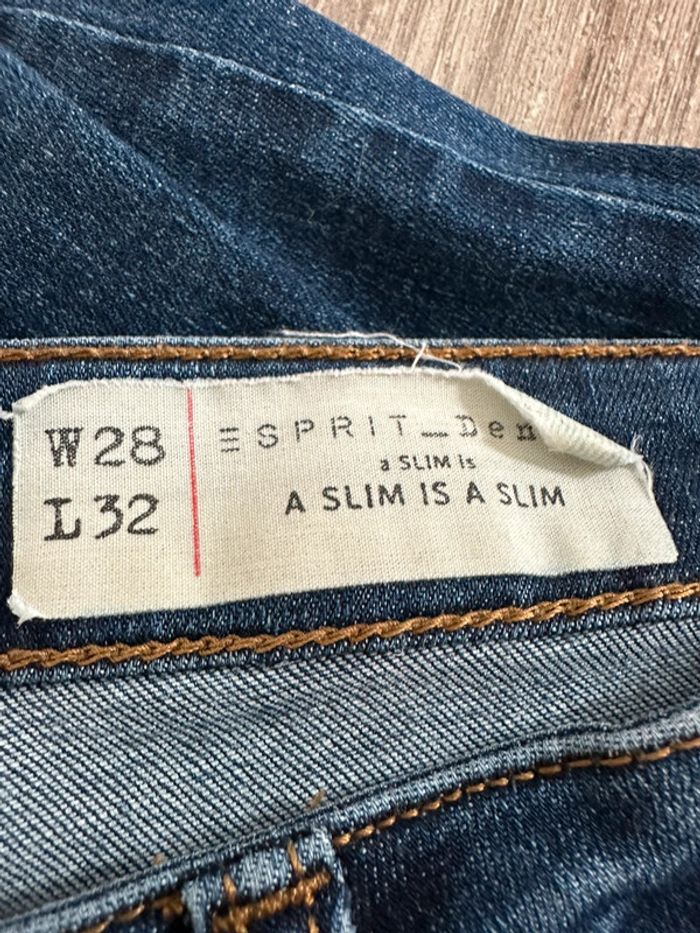 W28
L32
ESPRIT_Den
a SLIM is
A SLIM IS A SLIM